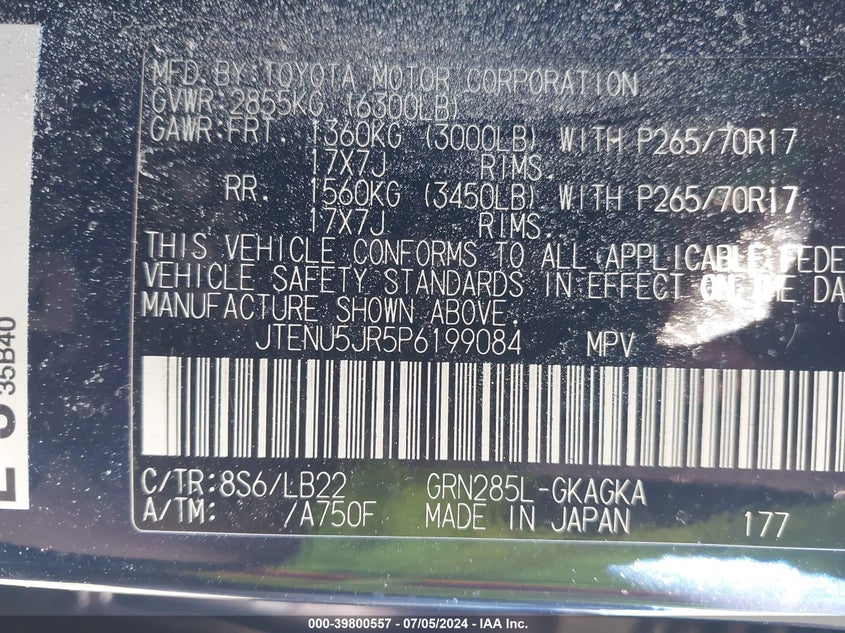 MFD. BY: TOYOTA MOTOR CORPORATION
GVWR: 2855KG (6300LB)
GAWR: FRT. 1360KG (3000LB) WITH P265/70R17
17X7J RIMS.
RR. 1560KG (3450LB) WITH P265/70R17
17X7J RIMS.
THIS VEHICLE CONFORMS TO ALL APPLICABLE FEDE
VEHICLE SAFETY STANDARDS IN EFFECT ON THE DA
MANUFACTURE SHOWN ABOVE.
JTENU5JR5P6199084 MPV
C/TR: 8S6/LB22 GRN285L-GKAGKA
A/TM: /A750F MADE IN JAPAN 177
35B40
000-39800557 / 07/05/2024 - © IAA Inc.